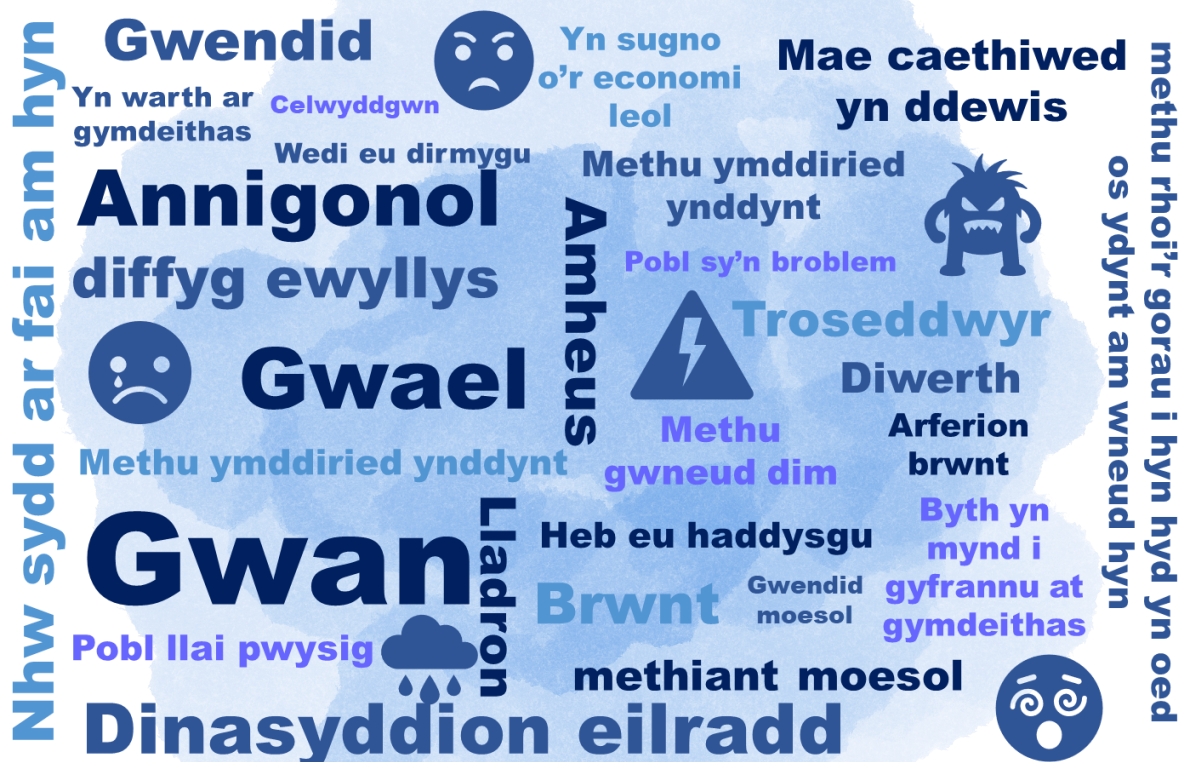 Nhw sydd ar fai am hyn
Gwendid
Yn warth ar
gymdeithas
Celwyddgwn
Wedi eu dirmygu
Yn sugno
o'r economi
leol
Mae caethiwed
yn ddewis
Annigonol
diffyg ewyllys
Amheus
Methu ymddiried
ynddynt
Pobl sy'n broblem
Troseddwyr
Diwerth
Gwael
Methu ymddiried ynddynt
Methu
gwneud dim
Arferion
brwnt
Gwan
Lladron
Heb eu haddysgu
Brwnt
Gwendid
moesol
Byth yn
mynd i
gyfrannu at
gymdeithas
Pobl llai pwysig
methiant moesol
Dinasyddion eilradd
methu rhoi'r gorau i hyn hyd yn oed
os ydynt am wneud hyn